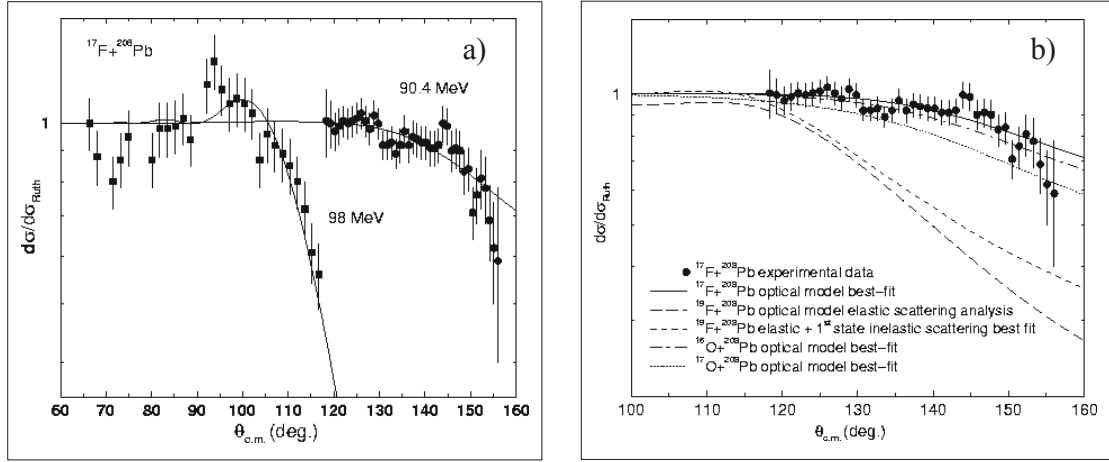 a)
¹⁷F+²⁰⁸Pb
90.4 MeV
98 MeV
1
dσ/dσRuth
60 70 80 90 100 110 120 130 140 150 160
θc.m. (deg.)
b)
1
dσ/dσRuth
¹⁷F+²⁰⁸Pb experimental data
¹⁷F+²⁰⁸Pb optical model best–fit
¹⁹F+²⁰⁸Pb optical model elastic scattering analysis
¹⁹F+²⁰⁸Pb elastic + 1ˢᵗ state inelastic scattering best fit
¹⁶O+²⁰⁸Pb optical model best–fit
¹⁷O+²⁰⁸Pb optical model best–fit
100 110 120 130 140 150 160
θc.m. (deg.)